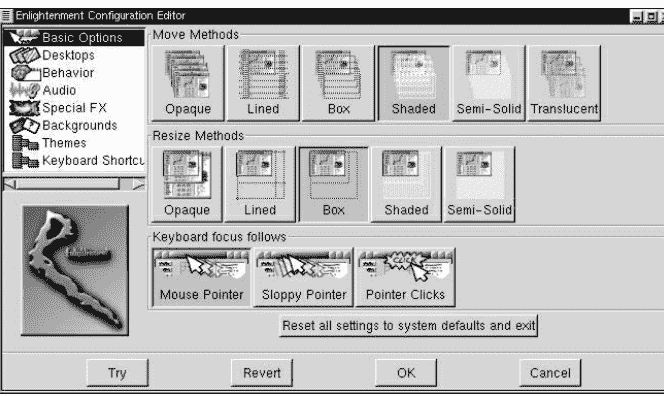 Enlightenment Configuration Editor
Basic Options
Desktops
Behavior
Audio
Special FX
Backgrounds
Themes
Keyboard Shortcu
Move Methods
Opaque
Lined
Box
Shaded
Semi-Solid
Translucent
Resize Methods
Opaque
Lined
Box
Shaded
Semi-Solid
Keyboard focus follows
Mouse Pointer
Sloppy Pointer
CLICK
Pointer Clicks
Reset all settings to system defaults and exit
Try
Revert
OK
Cancel